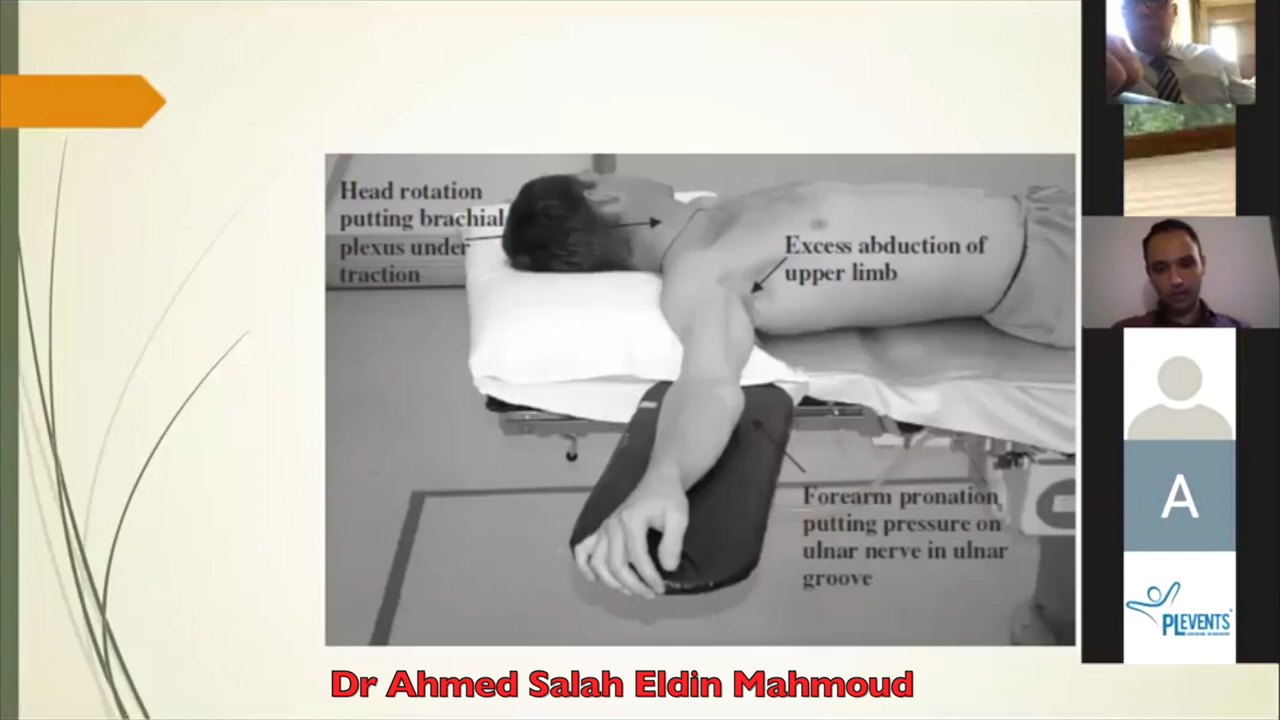 Head rotation
putting brachial
plexus under
traction
Excess abduction of
upper limb
Forearm pronation
putting pressure on
ulnar nerve in ulnar
groove
A
PLEVENTS
Dr Ahmed Salah Eldin Mahmoud